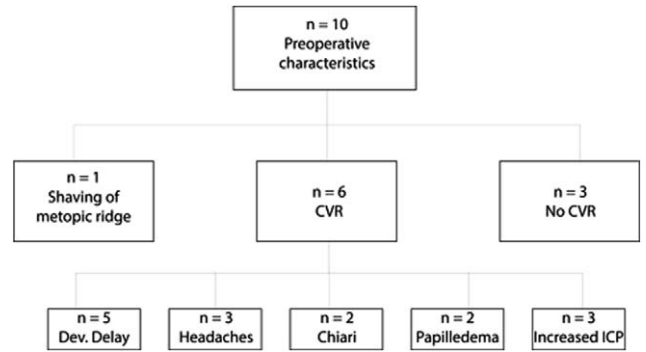 n = 10
Preoperative
characteristics
n = 1
Shaving of
metopic ridge
n = 6
CVR
n = 3
No CVR
n = 5
Dev. Delay
n = 3
Headaches
n = 2
Chiari
n = 2
Papilledema
n = 3
Increased ICP